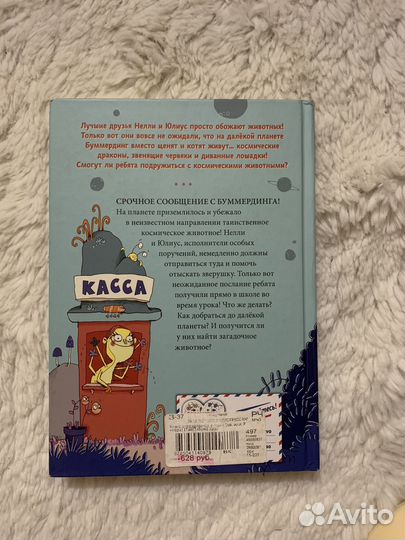 Лучшие друзья Нелли и Юлиус просто обожают животных!
Только вот они вовсе не ожидали, что на далёкой планете
Буммердинг вместо щенят и котят живут... космические
драконы, звенящие червяки и диванные лошадки!
Смогут ли ребята подружиться с космическими животными?
СРОЧНОЕ СООБЩЕНИЕ С БУММЕРДИНГА!
На планете приземлилось и убежало
в неизвестном направлении таинственное
космическое животное! Нелли
и Юлиус, исполнители особых
поручений, немедленно должны
отправиться туда и помочь
отыскать зверушку. Только вот
неожиданное послание ребята
получили прямо в школе во
время урока! Что же делать?
Как добраться до далёкой
планеты? И получится ли
у них найти загадочное
животное?
КАССА
23-37
497
628 руб.
Avito